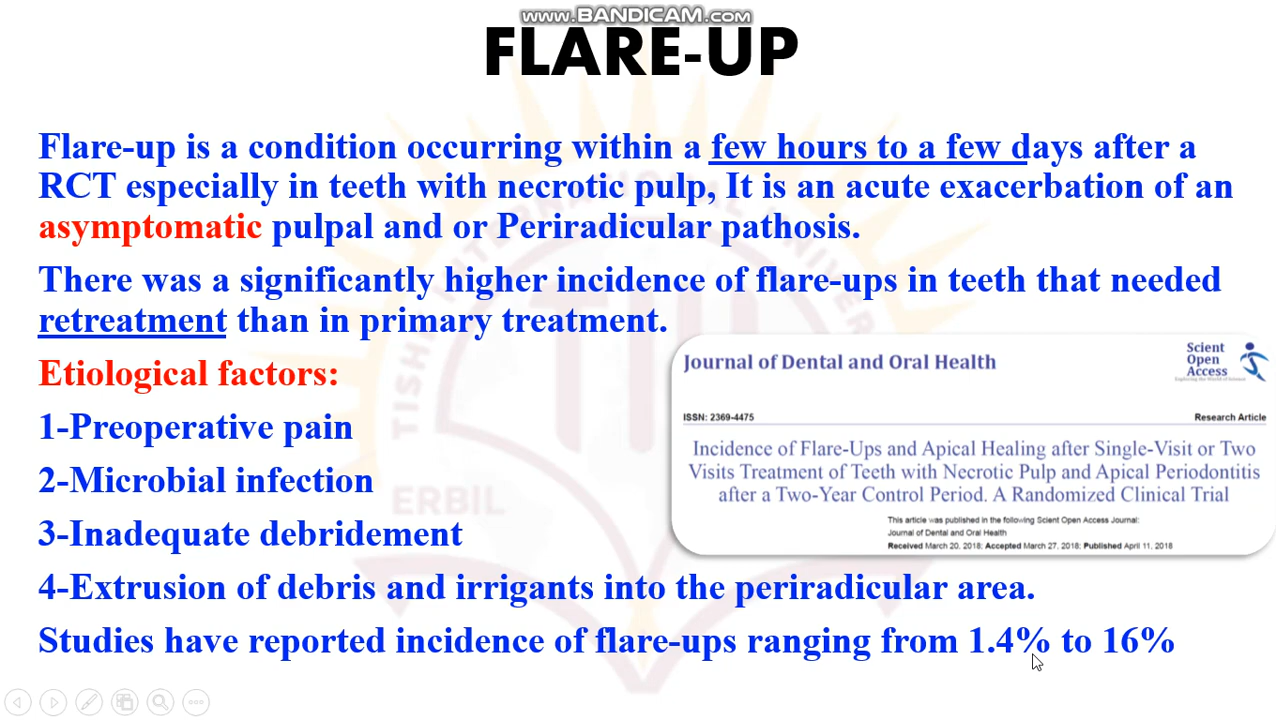 www.BANDICAM.com
FLARE-UP
Flare-up is a condition occurring within a few hours to a few days after a
RCT especially in teeth with necrotic pulp, It is an acute exacerbation of an
asymptomatic pulpal and or Periradicular pathosis.
There was a significantly higher incidence of flare-ups in teeth that needed
retreatment than in primary treatment.
Etiological factors:
1-Preoperative pain
2-Microbial infection
3-Inadequate debridement
4-Extrusion of debris and irrigants into the periradicular area.
Studies have reported incidence of flare-ups ranging from 1.4% to 16%
Journal of Dental and Oral Health
Scient
Open
Access
Exploring the World of Science
ISSN: 2369-4475
Research Article
Incidence of Flare-Ups and Apical Healing after Single-Visit or Two
Visits Treatment of Teeth with Necrotic Pulp and Apical Periodontitis
after a Two-Year Control Period. A Randomized Clinical Trial
This article was published in the following Scient Open Access Journal:
Journal of Dental and Oral Health
Received March 20, 2018; Accepted March 27, 2018; Published April 11, 2018
ERBIL